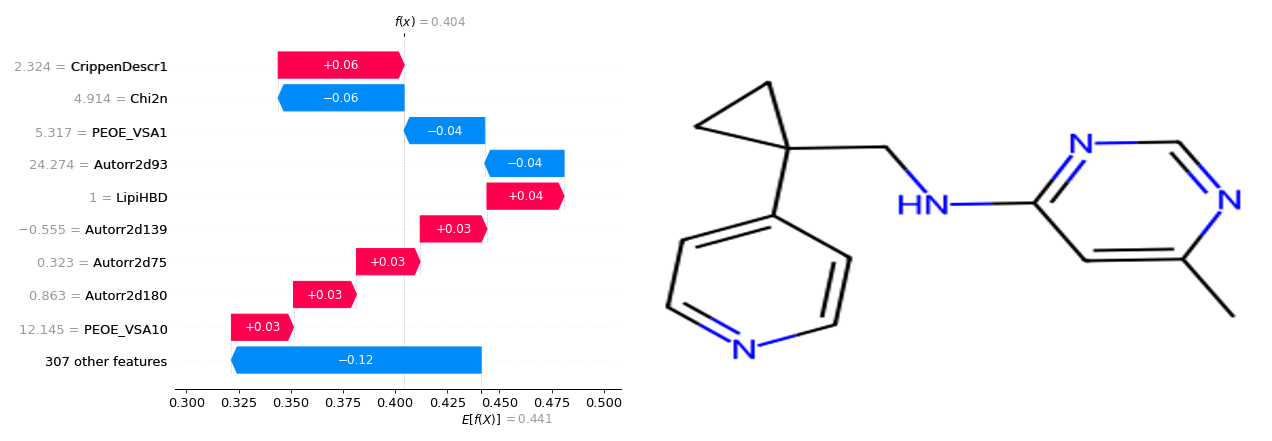 f(x) = 0.404
2.324 = CrippenDescr1
+0.06
4.914 = Chi2n
−0.06
5.317 = PEOE_VSA1
−0.04
24.274 = Autorr2d93
−0.04
1 = LipiHBD
+0.04
−0.555 = Autorr2d139
+0.03
0.323 = Autorr2d75
+0.03
0.863 = Autorr2d180
+0.03
12.145 = PEOE_VSA10
+0.03
307 other features
−0.12
0.300 0.325 0.350 0.375 0.400 0.425 0.450 0.475 0.500
E[f(X)] = 0.441
N
N
HN
N